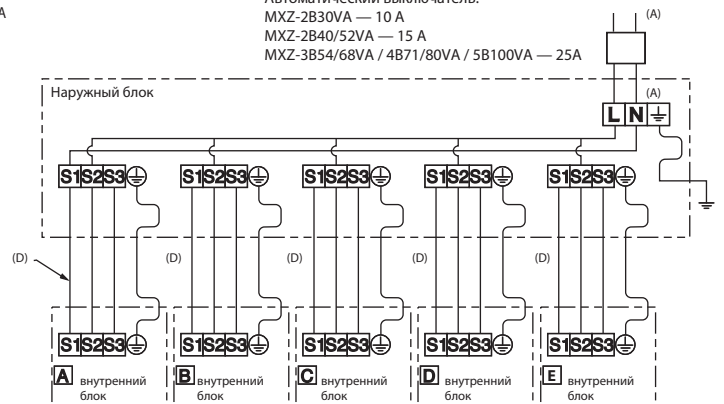 A
Автоматический выключатель:
MXZ-2B30VA — 10 A
MXZ-2B40/52VA — 15 A
MXZ-3B54/68VA / 4B71/80VA / 5B100VA — 25A
(A)
Наружный блок
(A)
L N
S1 S2 S3 S1 S2 S3 S1 S2 S3 S1 S2 S3 S1 S2 S3
(D) (D) (D) (D) (D)
S1 S2 S3 S1 S2 S3 S1 S2 S3 S1 S2 S3 S1 S2 S3
A внутренний блок
B внутренний блок
C внутренний блок
D внутренний блок
E внутренний блок